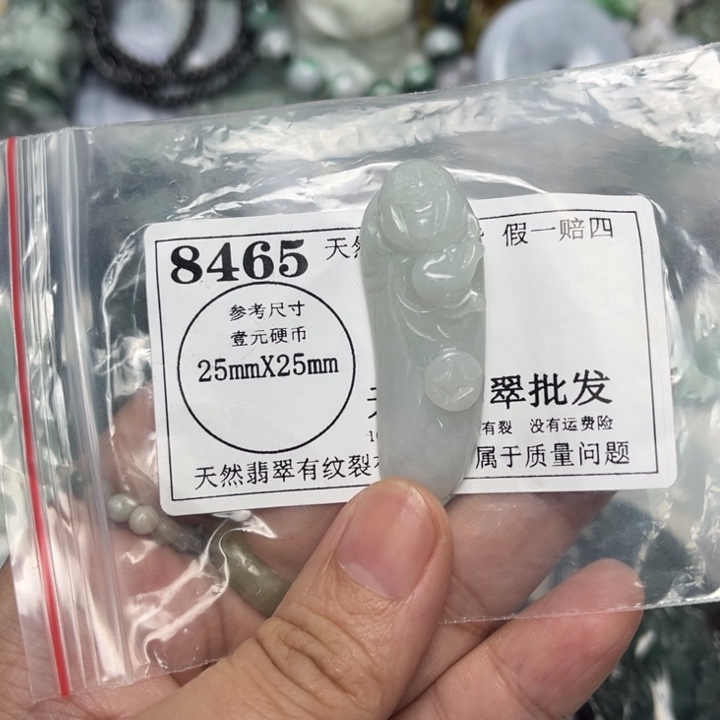 8465 天然 假一赔四
参考尺寸
壹元硬币
25mmX25mm
翠批发
有裂 没有运费险
天然翡翠有纹裂 属于质量问题